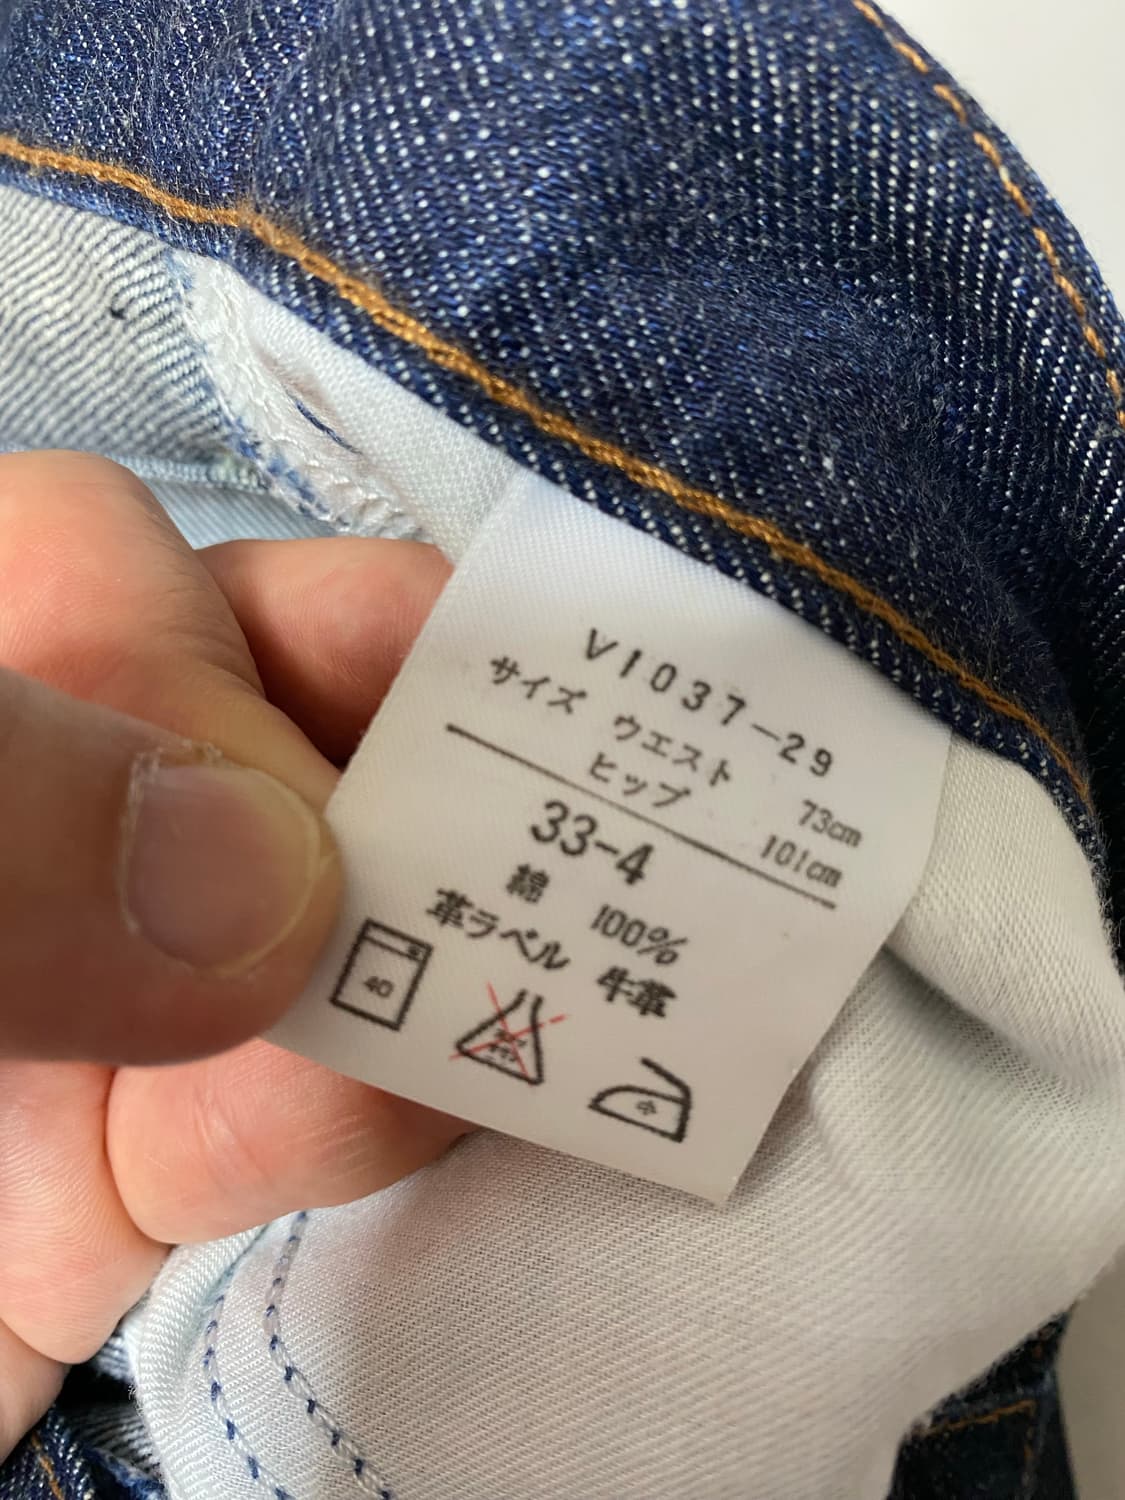 V1037-29
サイズ ウエスト 73cm
ヒップ 101cm
33-4
綿 100%
革ラベル 牛革
40
中